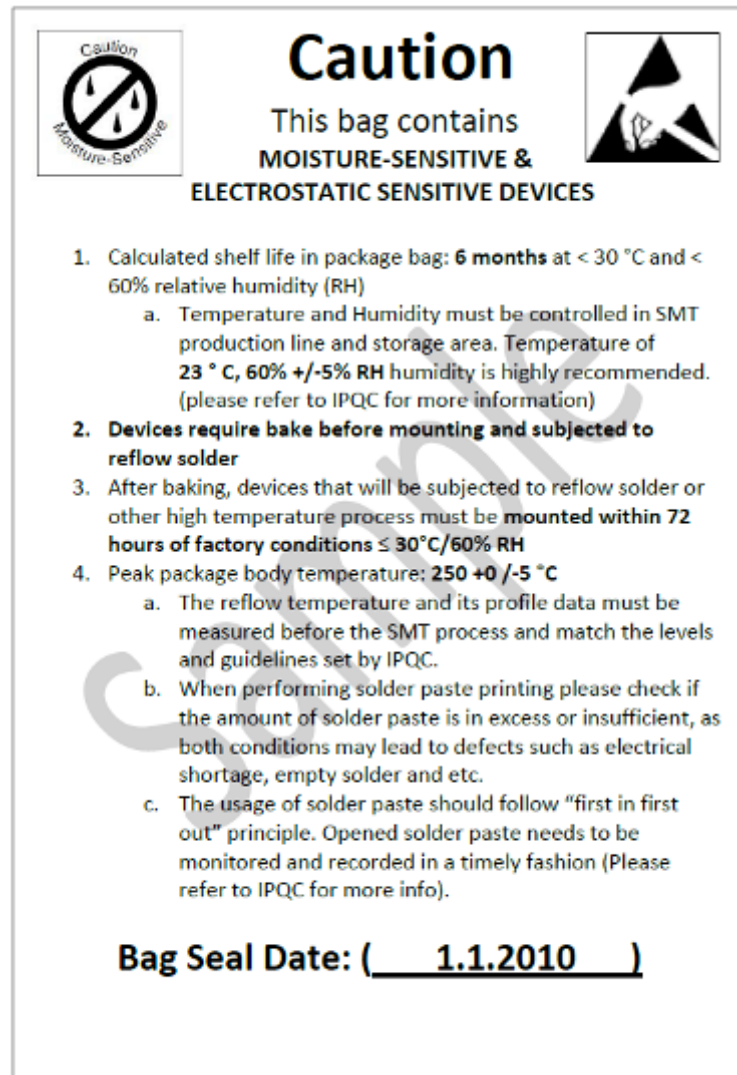 Caution
Moisture-Sensitive
Caution
This bag contains
MOISTURE-SENSITIVE &
ELECTROSTATIC SENSITIVE DEVICES
1. Calculated shelf life in package bag: 6 months at < 30 °C and <
60% relative humidity (RH)
a. Temperature and Humidity must be controlled in SMT
production line and storage area. Temperature of
23 ° C, 60% +/-5% RH humidity is highly recommended.
(please refer to IPQC for more information)
2. Devices require bake before mounting and subjected to
reflow solder
3. After baking, devices that will be subjected to reflow solder or
other high temperature process must be mounted within 72
hours of factory conditions ≤ 30°C/60% RH
4. Peak package body temperature: 250 +0 /-5 °C
a. The reflow temperature and its profile data must be
measured before the SMT process and match the levels
and guidelines set by IPQC.
b. When performing solder paste printing please check if
the amount of solder paste is in excess or insufficient, as
both conditions may lead to defects such as electrical
shortage, empty solder and etc.
c. The usage of solder paste should follow “first in first
out” principle. Opened solder paste needs to be
monitored and recorded in a timely fashion (Please
refer to IPQC for more info).
Bag Seal Date: ( 1.1.2010 )
Sample